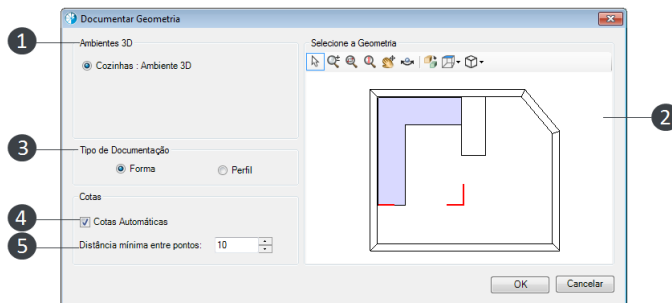 Documentar Geometria
1
Ambientes 3D
Cozinhas : Ambiente 3D
Selecione a Geometria
2
3
Tipo de Documentação
Forma
Perfil
Cotas
4
Cotas Automáticas
5
Distância mínima entre pontos:
10
OK
Cancelar